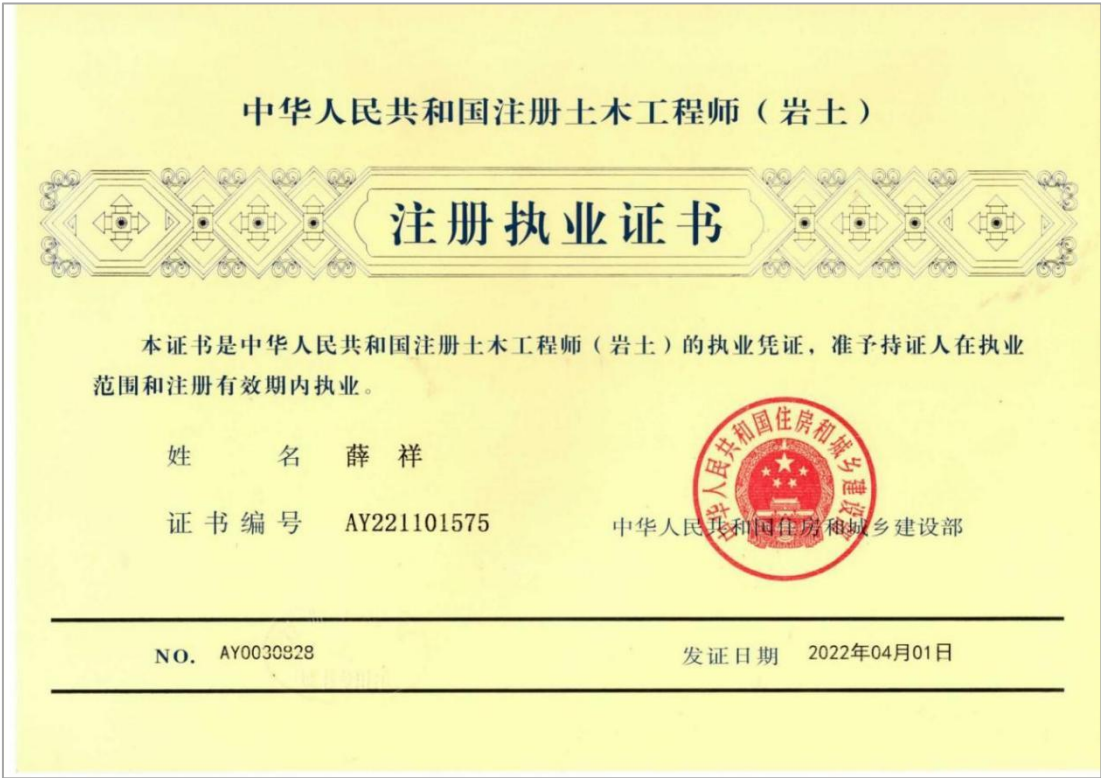 中华人民共和国注册土木工程师（岩土）
注册执业证书
本证书是中华人民共和国注册土木工程师（岩土）的执业凭证，准予持证人在执业
范围和注册有效期内执业。
姓 名 薛 祥
证书编号 AY221101575
中华人民共和国住房和城乡建设部
中华人民共和国住房和城乡建设部
NO. AY0030828
发证日期 2022年04月01日